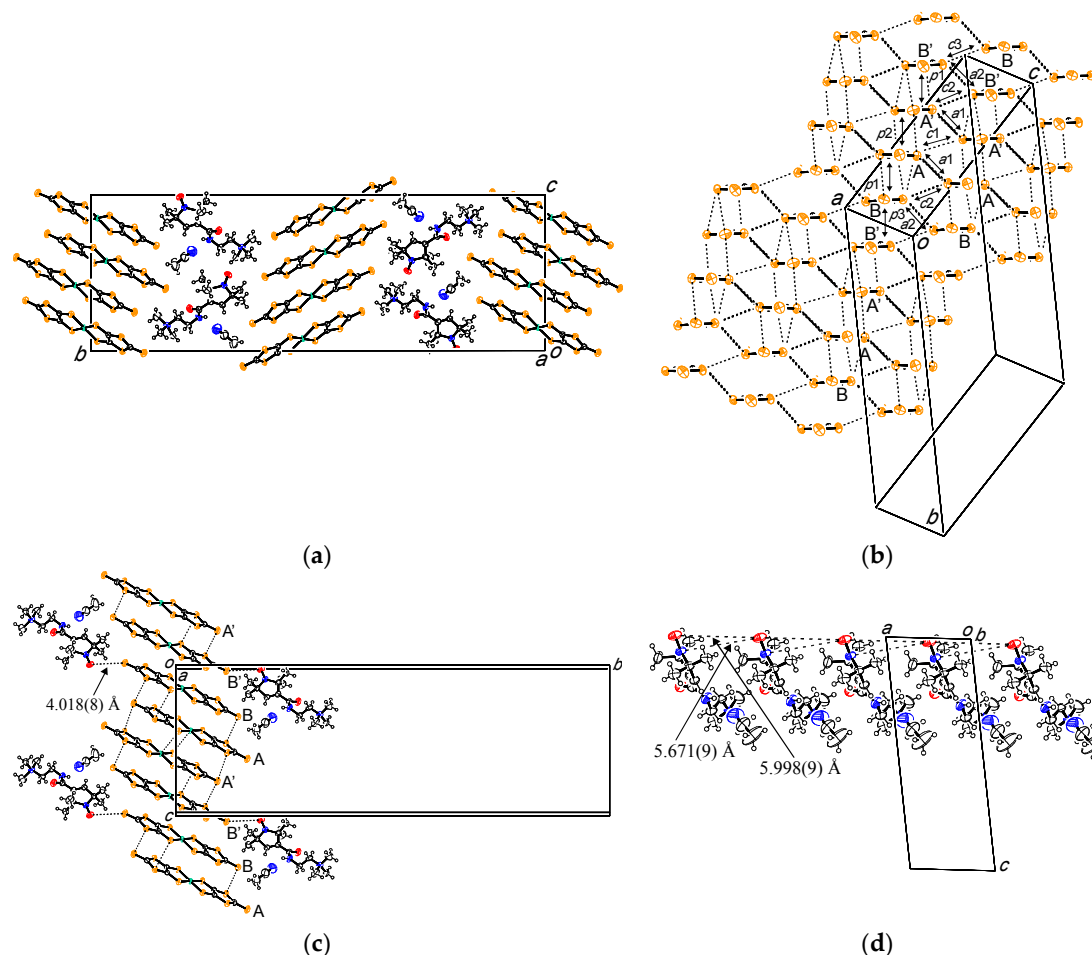 c
b
a
o
(a)
B'
c3
B
p1
a2
c
B'
c2
A'
a1
p2
c1
A'
A
a1
p1
c2
a
B
A
p3
a2
o
B'
B
A'
A
B
b
(b)
A'
o
b
a
B'
4.018(8) Å
B
A
A'
c
B'
B
A
(c)
a
o
b
5.671(9) Å
5.998(9) Å
c
(d)